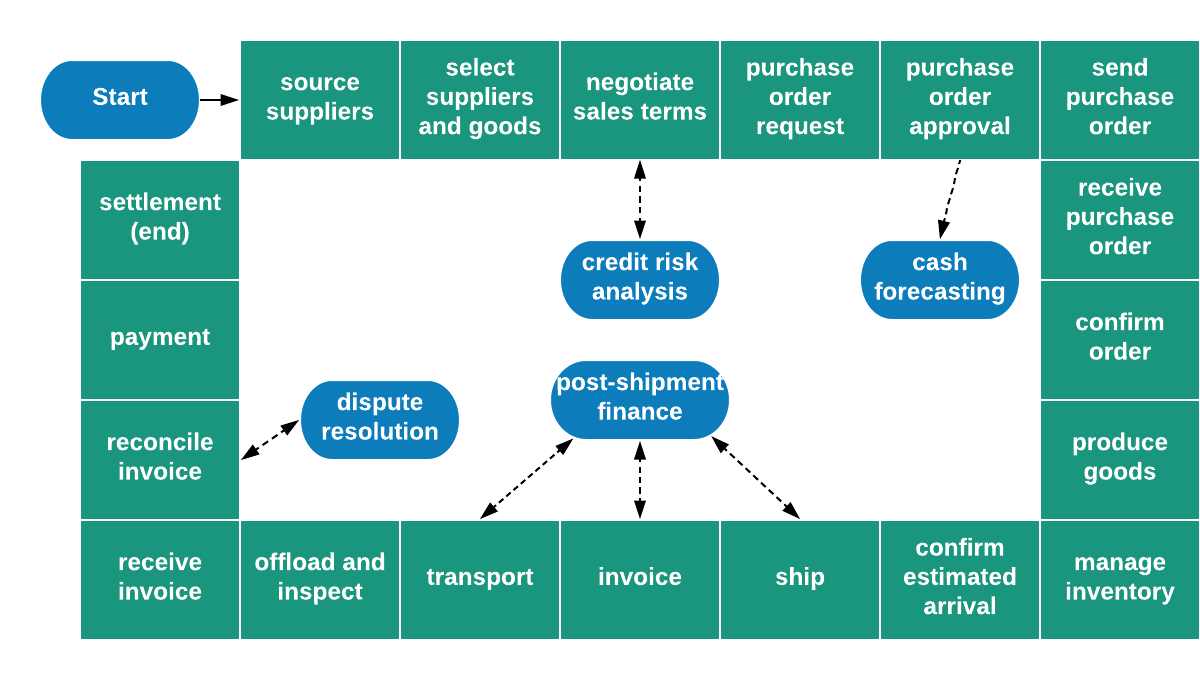 Start
source
suppliers
select
suppliers
and goods
negotiate
sales terms
purchase
order
request
purchase
order
approval
send
purchase
order
settlement
(end)
receive
purchase
order
credit risk
analysis
cash
forecasting
payment
confirm
order
post-shipment
finance
dispute
resolution
reconcile
invoice
produce
goods
receive
invoice
offload and
inspect
transport
invoice
ship
confirm
estimated
arrival
manage
inventory